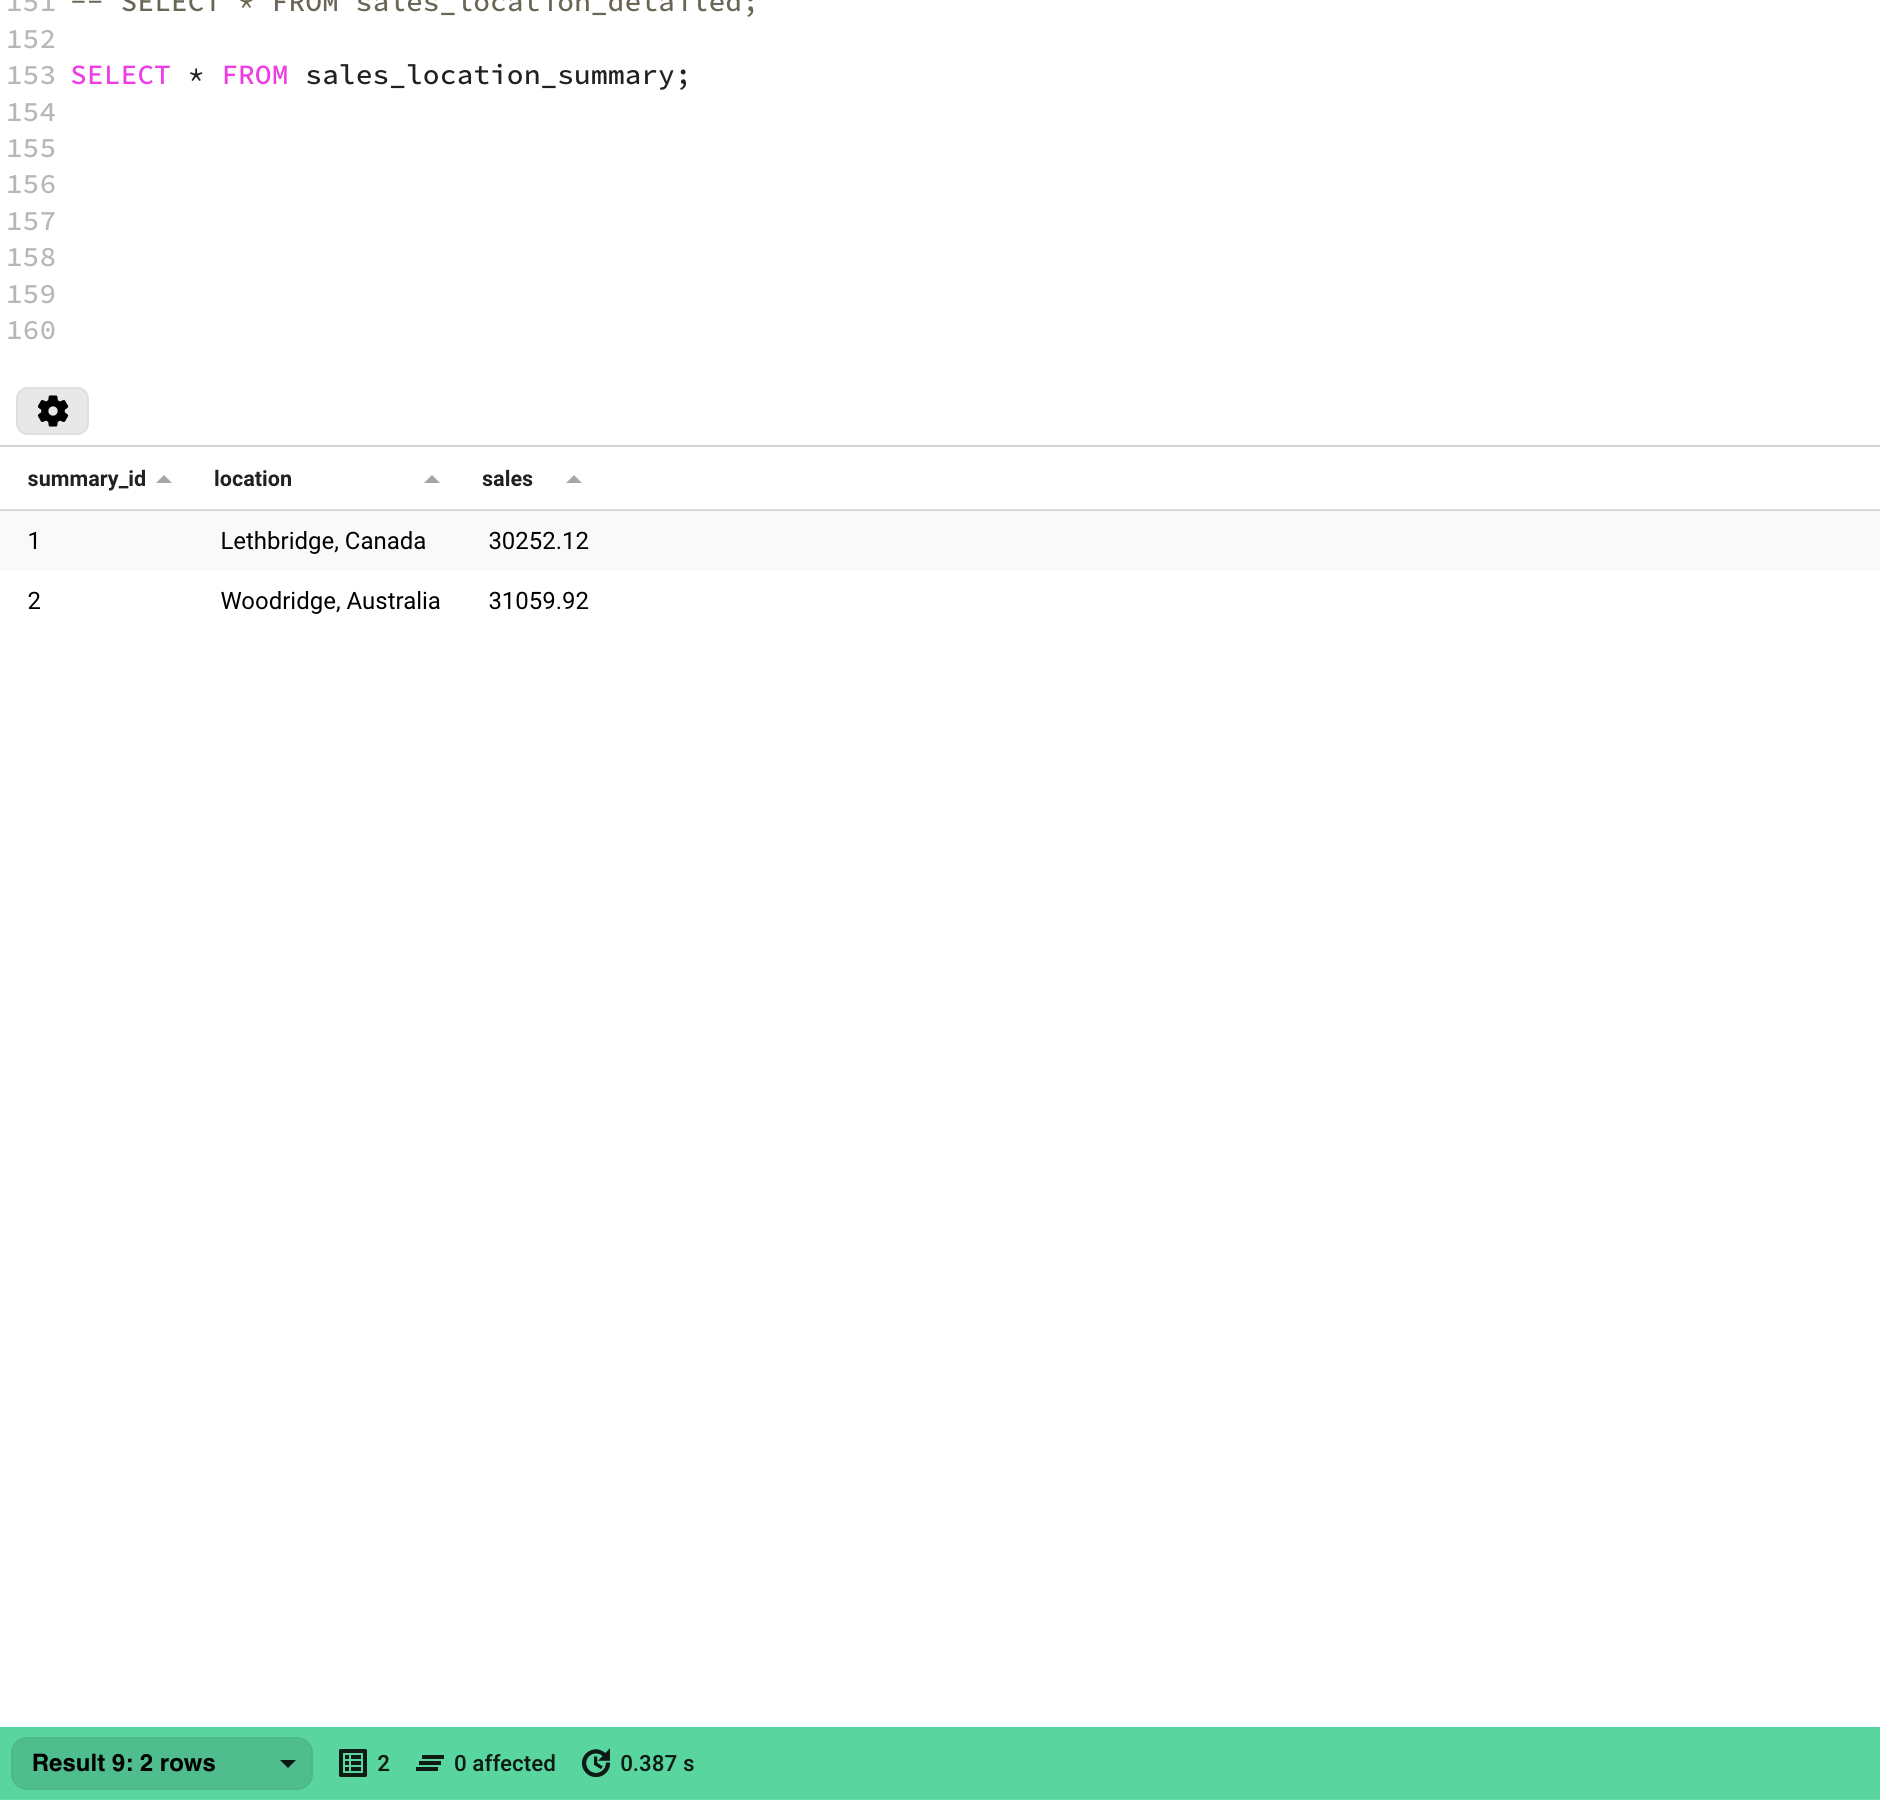 151 -- SELECT * FROM sales_location_detailed;
152
153 SELECT * FROM sales_location_summary;
154
155
156
157
158
159
160
summary_id location sales
1 Lethbridge, Canada 30252.12
2 Woodridge, Australia 31059.92
Result 9: 2 rows 2 0 affected 0.387 s